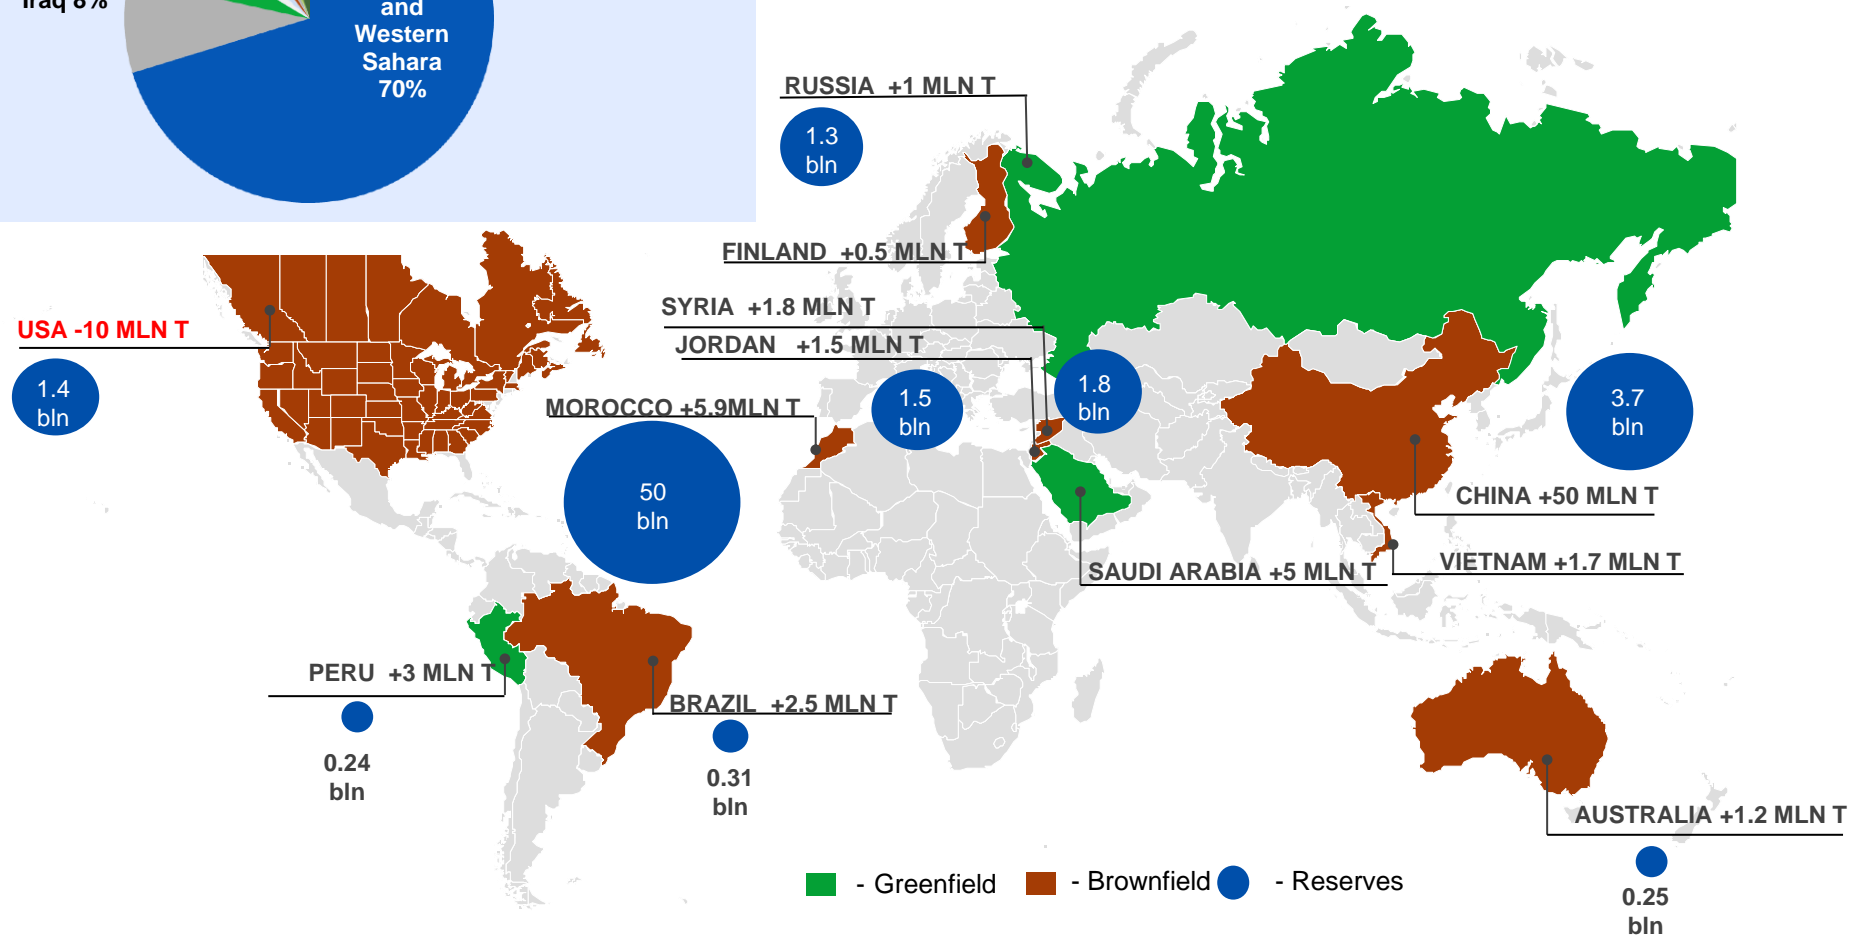 Iraq 8%
and
Western
Sahara
70%
RUSSIA +1 MLN T
1.3
bln
FINLAND +0.5 MLN T
SYRIA +1.8 MLN T
USA -10 MLN T
JORDAN +1.5 MLN T
1.4
bln
MOROCCO +5.9MLN T
1.5
bln
1.8
bln
3.7
bln
50
bln
CHINA +50 MLN T
VIETNAM +1.7 MLN T
SAUDI ARABIA +5 MLN T
PERU +3 MLN T
BRAZIL +2.5 MLN T
0.24
bln
0.31
bln
AUSTRALIA +1.2 MLN T
- Greenfield
- Brownfield
- Reserves
0.25
bln